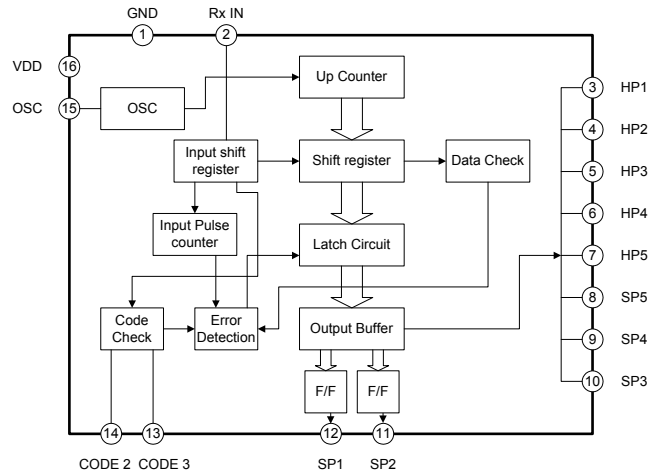 GND
Rx IN
1
2
VDD
16
OSC
15
OSC
Up Counter
3
HP1
4
HP2
Input shift
register
Shift register
Data Check
5
HP3
6
HP4
Input Pulse
counter
Latch Circuit
7
HP5
8
SP5
Code
Check
Error
Detection
Output Buffer
9
SP4
10
SP3
F/F
F/F
14
13
12
11
CODE 2
CODE 3
SP1
SP2